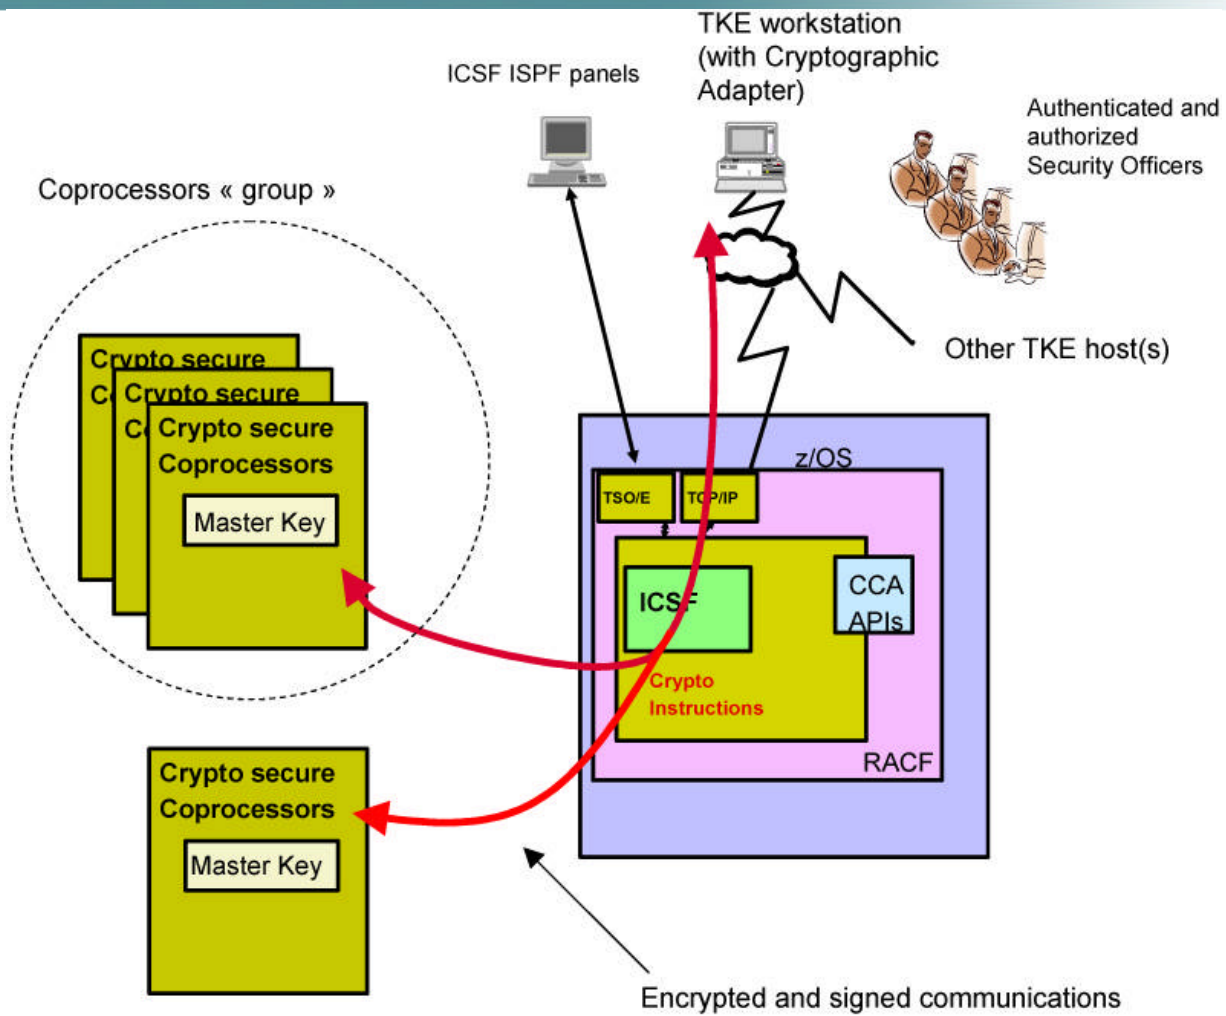 TKE workstation
(with Cryptographic
Adapter)
ICSF ISPF panels
Authenticated and
authorized
Security Officers
Coprocessors « group »
Other TKE host(s)
Crypto secure
Crypto secure
Crypto secure
Coprocessors
Master Key
z/OS
TSO/E
TCP/IP
ICSF
CCA
APIs
Crypto
Instructions
RACF
Crypto secure
Coprocessors
Master Key
Encrypted and signed communications